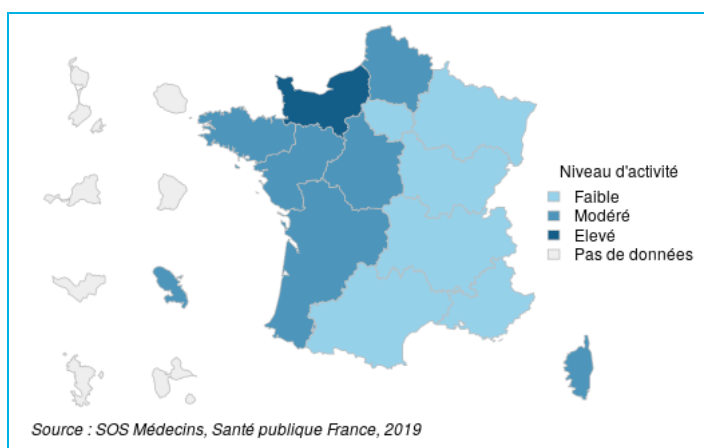 Niveau d'activité
Faible
Modéré
Elevé
Pas de données
Source : SOS Médecins, Santé publique France, 2019